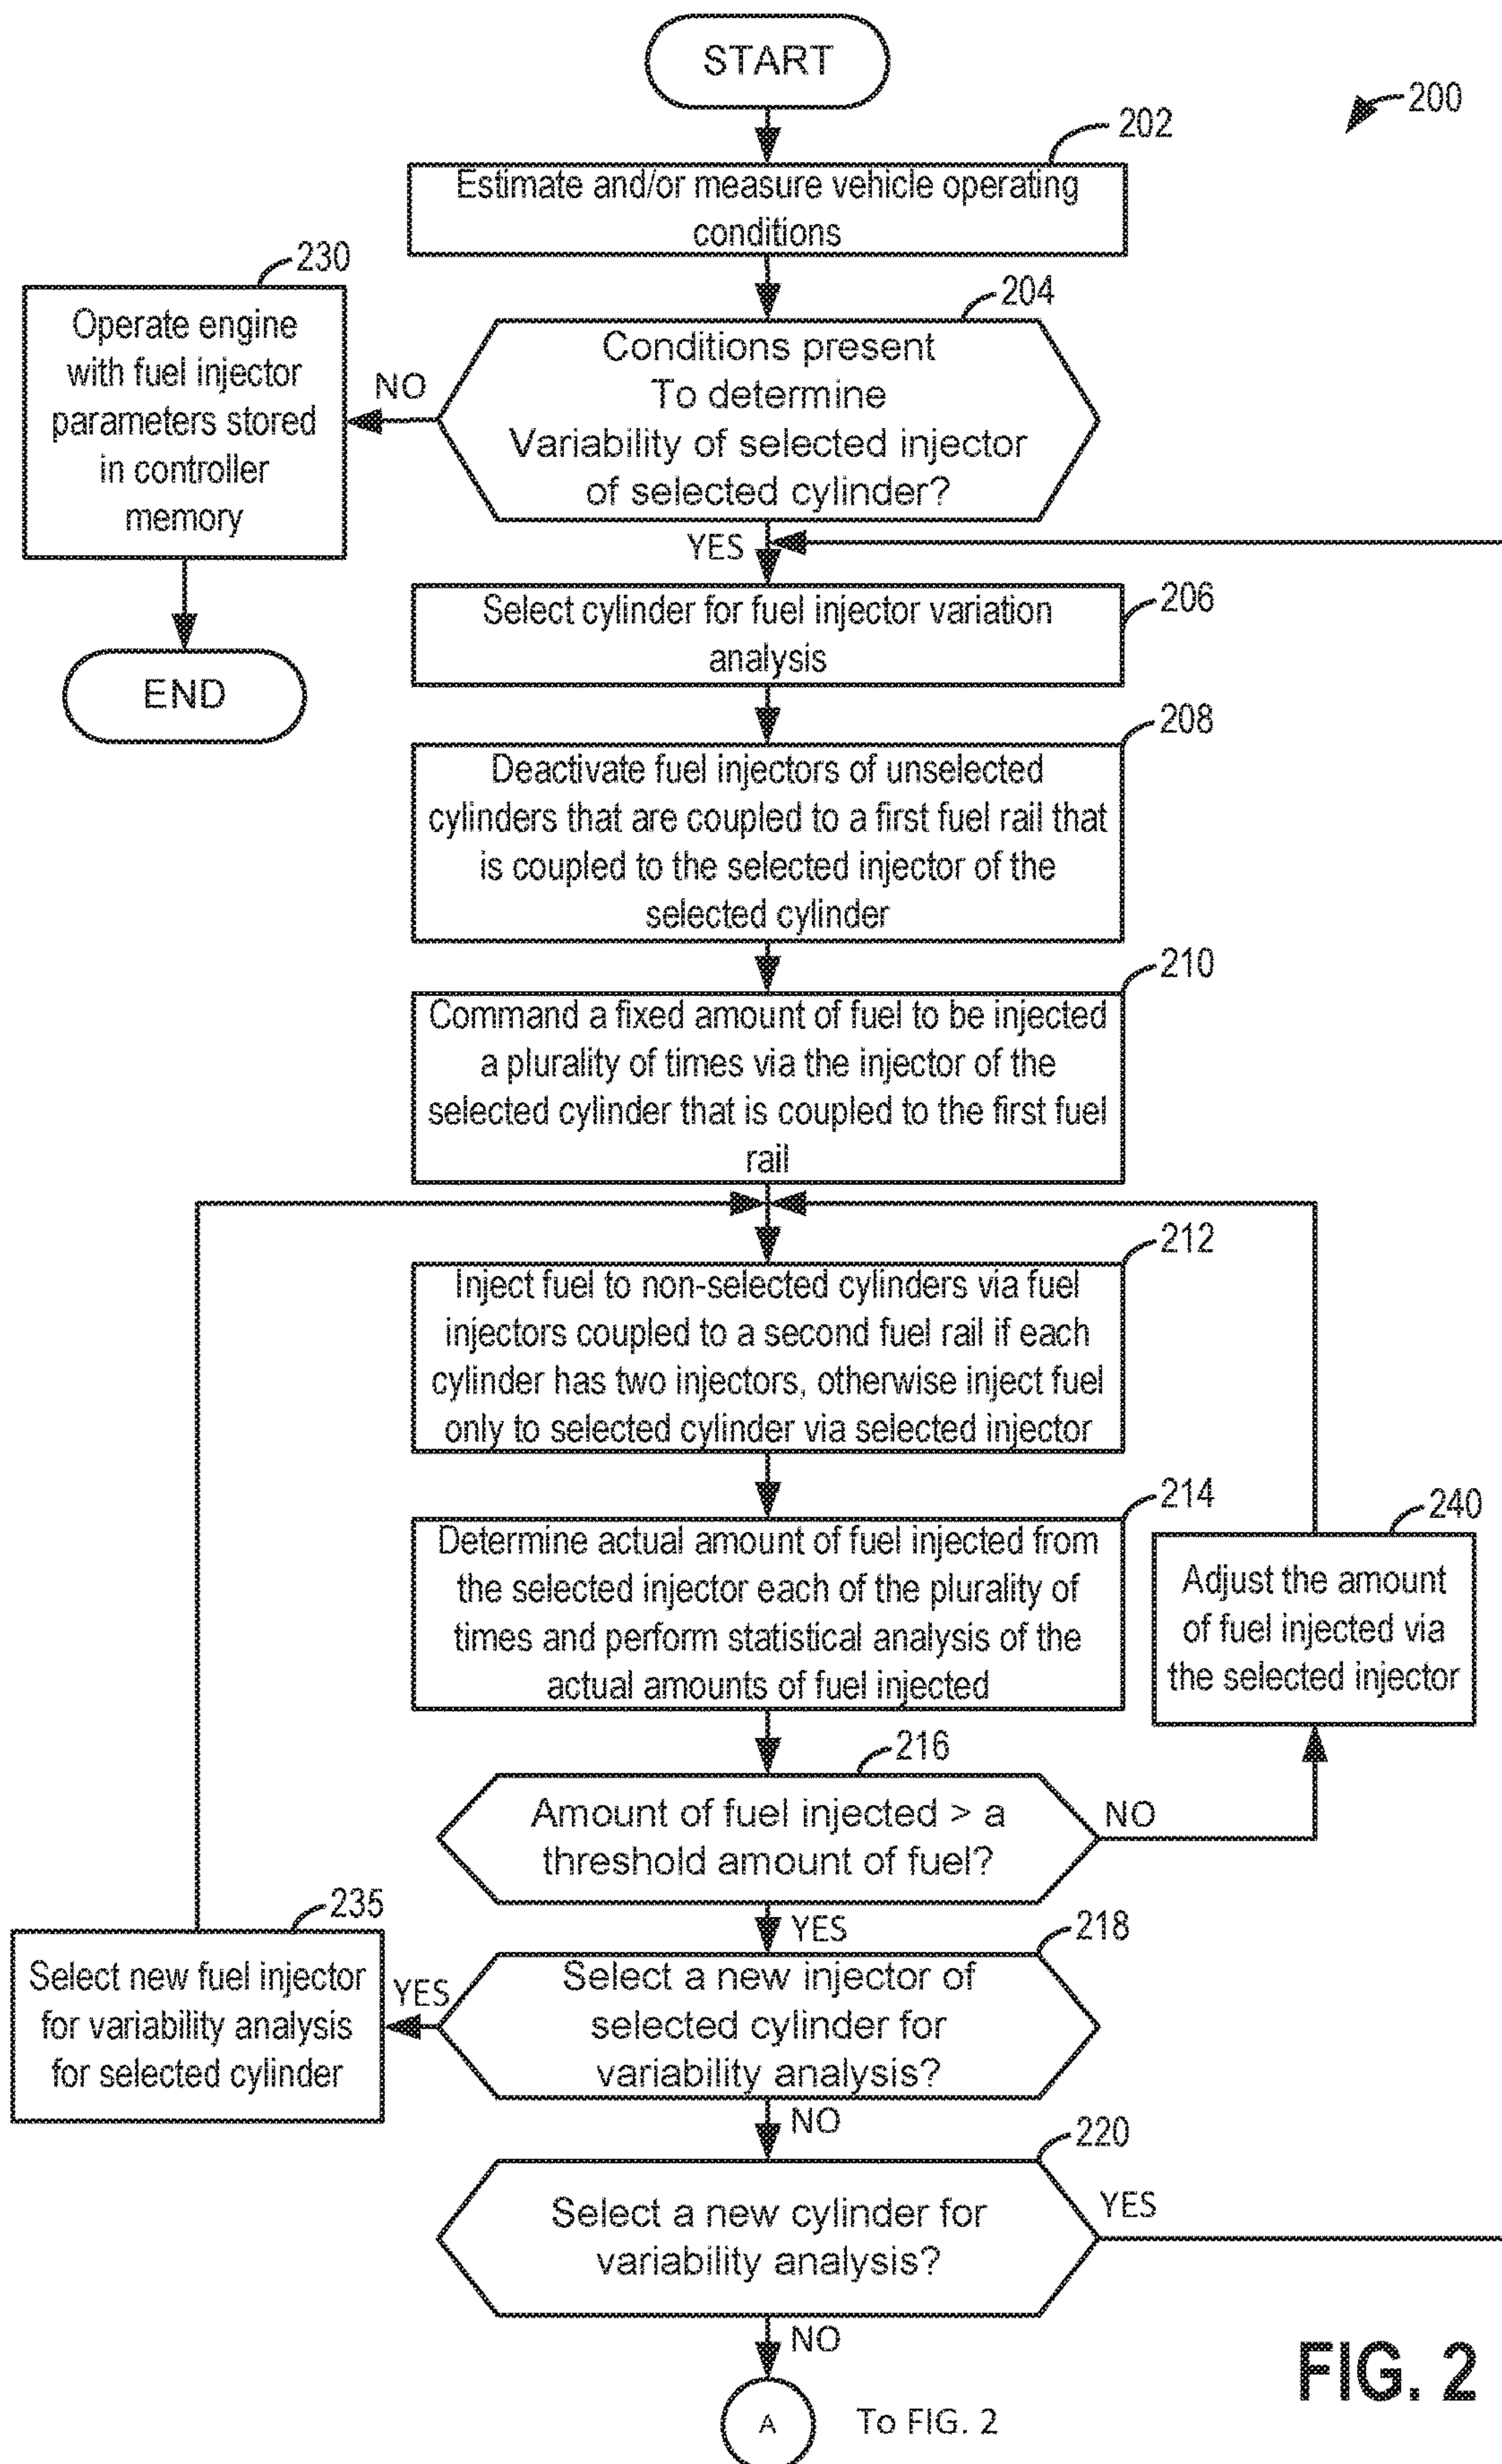 START
200
202
Estimate and/or measure vehicle operating
conditions
230
Operate engine
with fuel injector
parameters stored
in controller
memory
NO
204
Conditions present
To determine
Variability of selected injector
of selected cylinder?
YES
END
206
Select cylinder for fuel injector variation
analysis
208
Deactivate fuel injectors of unselected
cylinders that are coupled to a first fuel rail that
is coupled to the selected injector of the
selected cylinder
210
Command a fixed amount of fuel to be injected
a plurality of times via the injector of the
selected cylinder that is coupled to the first fuel
rail
212
Inject fuel to non-selected cylinders via fuel
injectors coupled to a second fuel rail if each
cylinder has two injectors, otherwise inject fuel
only to selected cylinder via selected injector
214
Determine actual amount of fuel injected from
the selected injector each of the plurality of
times and perform statistical analysis of the
actual amounts of fuel injected
240
Adjust the amount
of fuel injected via
the selected injector
216
Amount of fuel injected > a
threshold amount of fuel?
NO
YES
235
Select new fuel injector
for variability analysis
for selected cylinder
YES
218
Select a new injector of
selected cylinder for
variability analysis?
NO
220
Select a new cylinder for
variability analysis?
YES
NO
A
To FIG. 2
FIG. 2